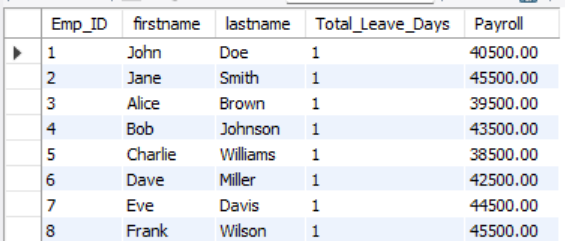 Emp_ID firstname lastname Total_Leave_Days Payroll
1 John Doe 1 40500.00
2 Jane Smith 1 45500.00
3 Alice Brown 1 39500.00
4 Bob Johnson 1 43500.00
5 Charlie Williams 1 38500.00
6 Dave Miller 1 42500.00
7 Eve Davis 1 44500.00
8 Frank Wilson 1 45500.00